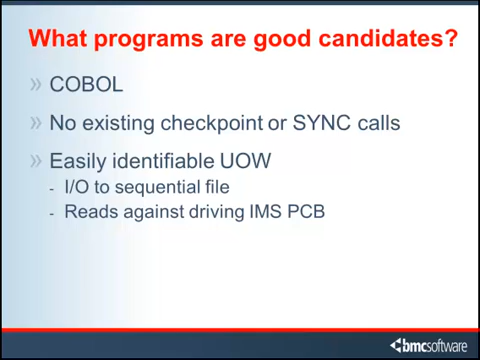 What programs are good candidates?
» COBOL
» No existing checkpoint or SYNC calls
» Easily identifiable UOW
- I/O to sequential file
- Reads against driving IMS PCB
bmcsoftware